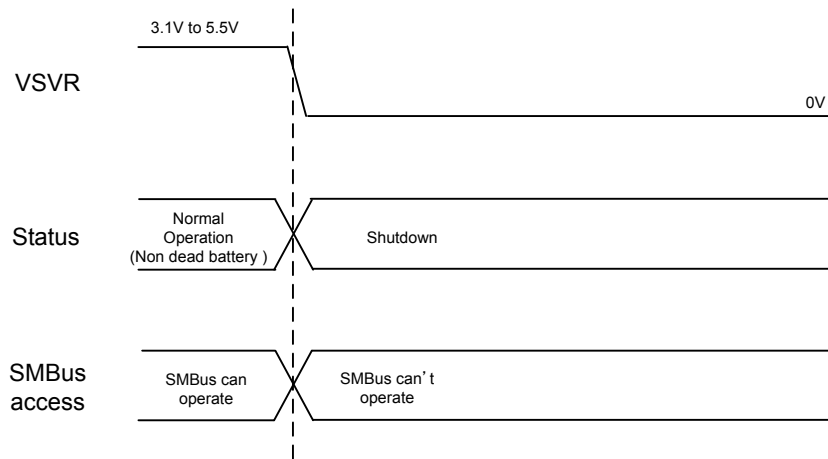 3.1V to 5.5V
VSVR
0V
Status
Normal
Operation
(Non dead battery )
Shutdown
SMBus
access
SMBus can
operate
SMBus can’t
operate